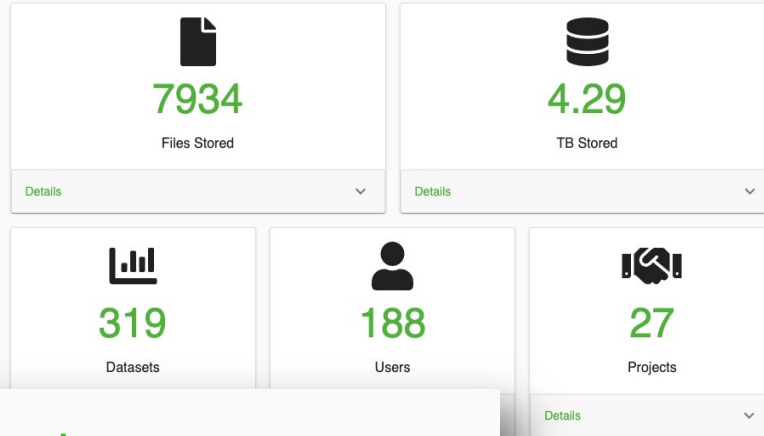 7934
Files Stored
Details
4.29
TB Stored
Details
319
Datasets
188
Users
27
Projects
Details